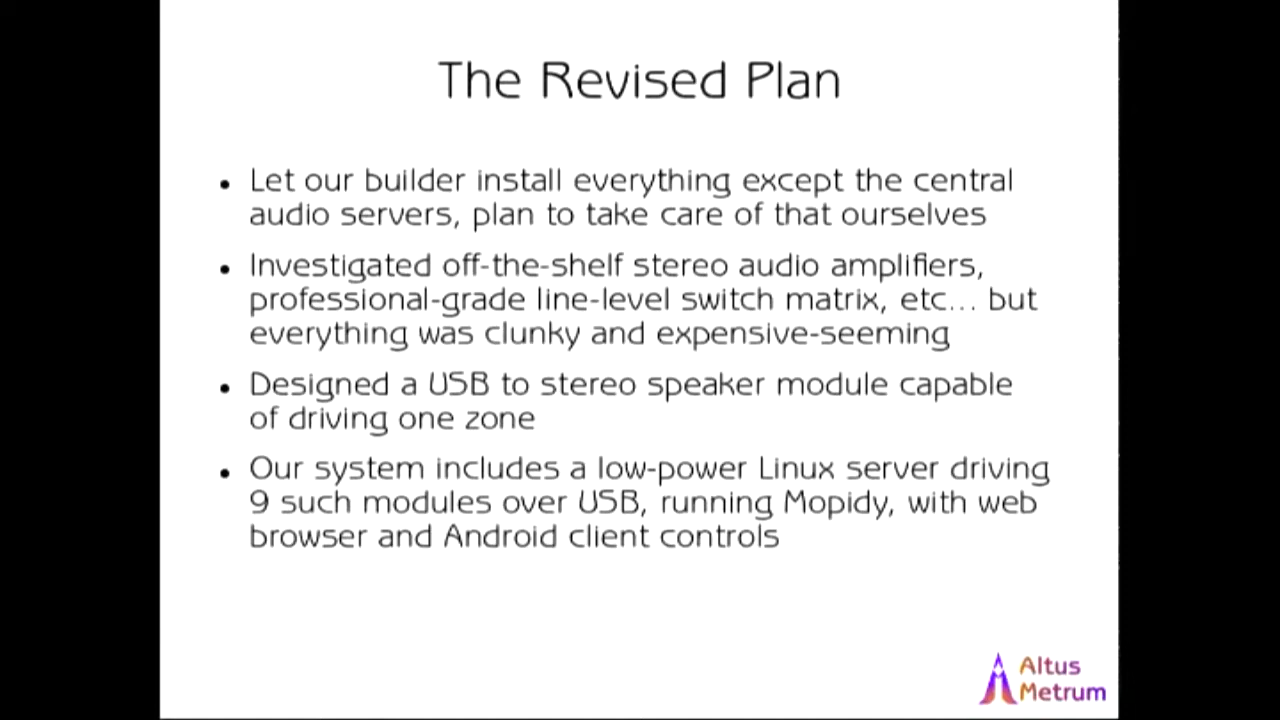 The Revised Plan
• Let our builder install everything except the central
audio servers, plan to take care of that ourselves
• Investigated off-the-shelf stereo audio amplifiers,
professional-grade line-level switch matrix, etc... but
everything was clunky and expensive-seeming
• Designed a USB to stereo speaker module capable
of driving one zone
• Our system includes a low-power Linux server driving
9 such modules over USB, running Mopidy, with web
browser and Android client controls
Altus
Metrum